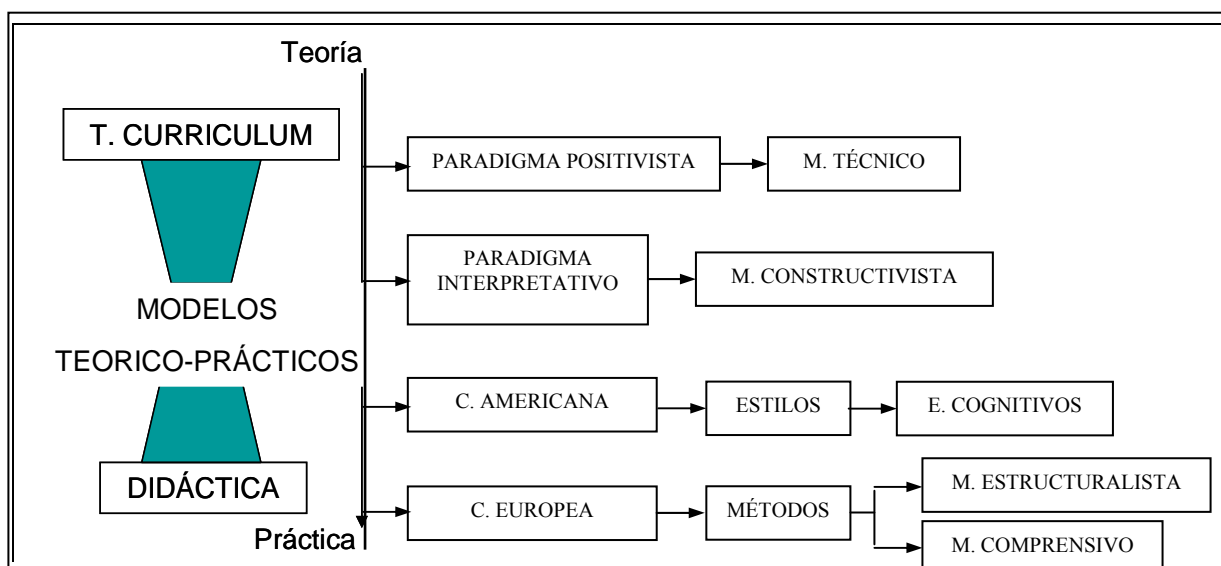 Teoría
T. CURRICULUM
PARADIGMA POSITIVISTA
M. TÉCNICO
PARADIGMA
INTERPRETATIVO
M. CONSTRUCTIVISTA
MODELOS
TEORICO-PRÁCTICOS
C. AMERICANA
ESTILOS
E. COGNITIVOS
DIDÁCTICA
C. EUROPEA
MÉTODOS
M. ESTRUCTURALISTA
M. COMPRENSIVO
Práctica